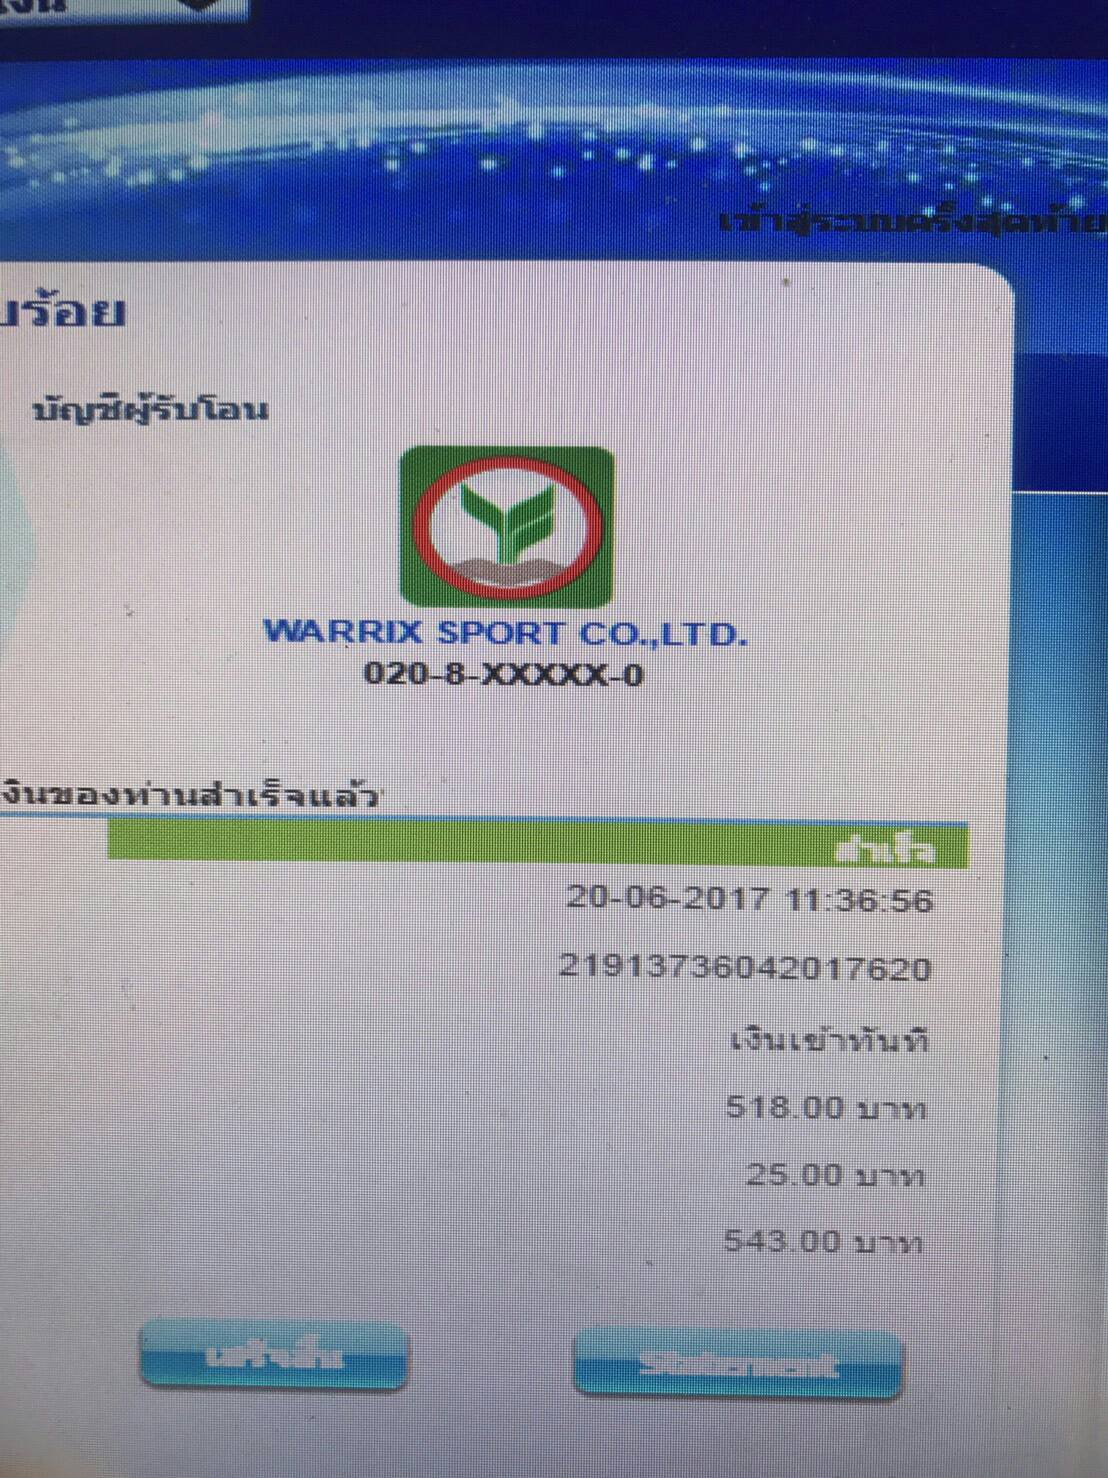 งิน
เข้าสู่ระบบครั้งสุดท้าย
บร้อย
บัญชีผู้รับโอน
WARRIX SPORT CO.,LTD.
020-8-XXXXX-0
งินของท่านสำเร็จแล้ว
สำเร็จ
20-06-2017 11:36:56
21913736042017620
เงินเข้าทันที
518.00 บาท
25.00 บาท
543.00 บาท
เสร็จสิ้น
Statement